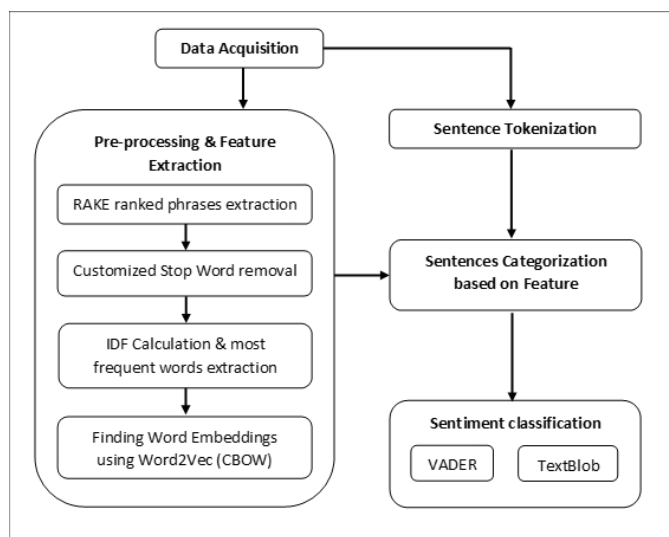 Data Acquisition
Pre-processing & Feature
Extraction
RAKE ranked phrases extraction
Customized Stop Word removal
IDF Calculation & most
frequent words extraction
Finding Word Embeddings
using Word2Vec (CBOW)
Sentence Tokenization
Sentences Categorization
based on Feature
Sentiment classification
VADER
TextBlob